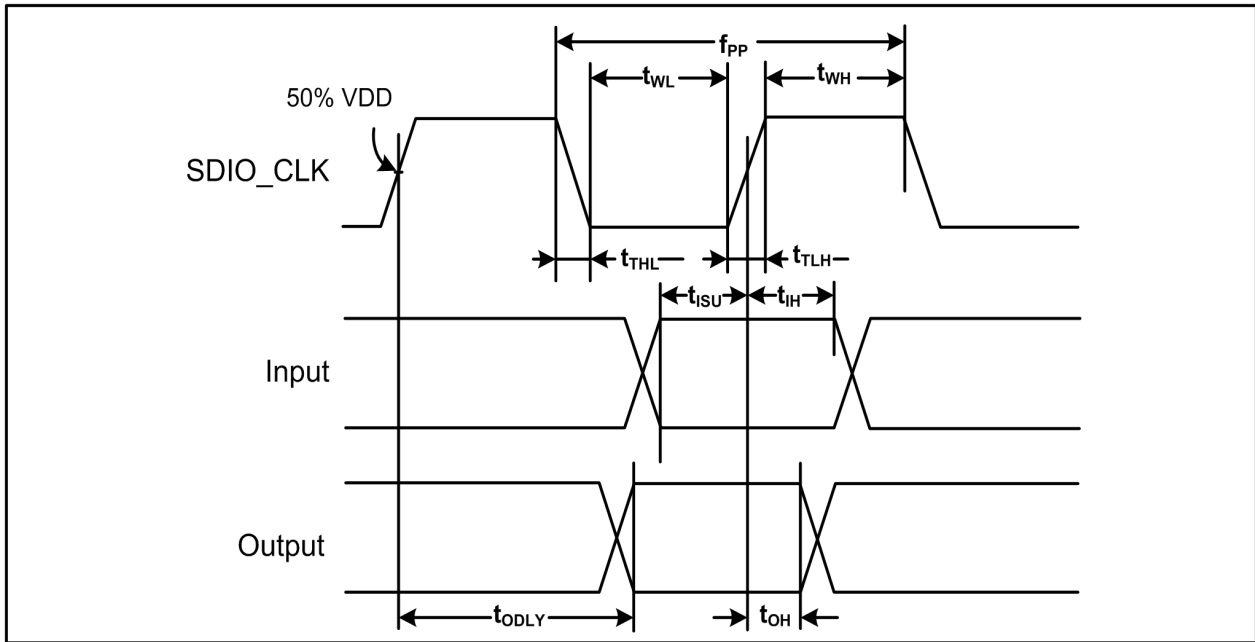 fPP
tWL
tWH
50% VDD
SDIO_CLK
tTHL
tTLH
tISU
tIH
Input
Output
tODLY
tOH